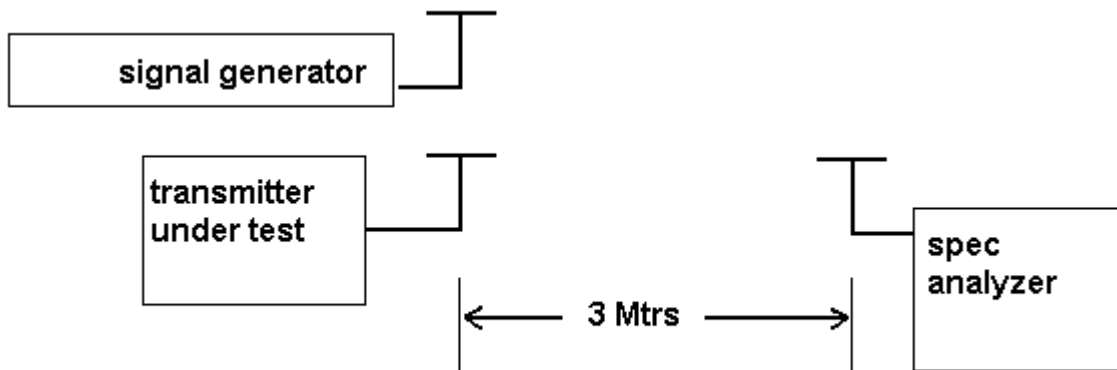 signal generator
transmitter
under test
spec
analyzer
3 Mtrs